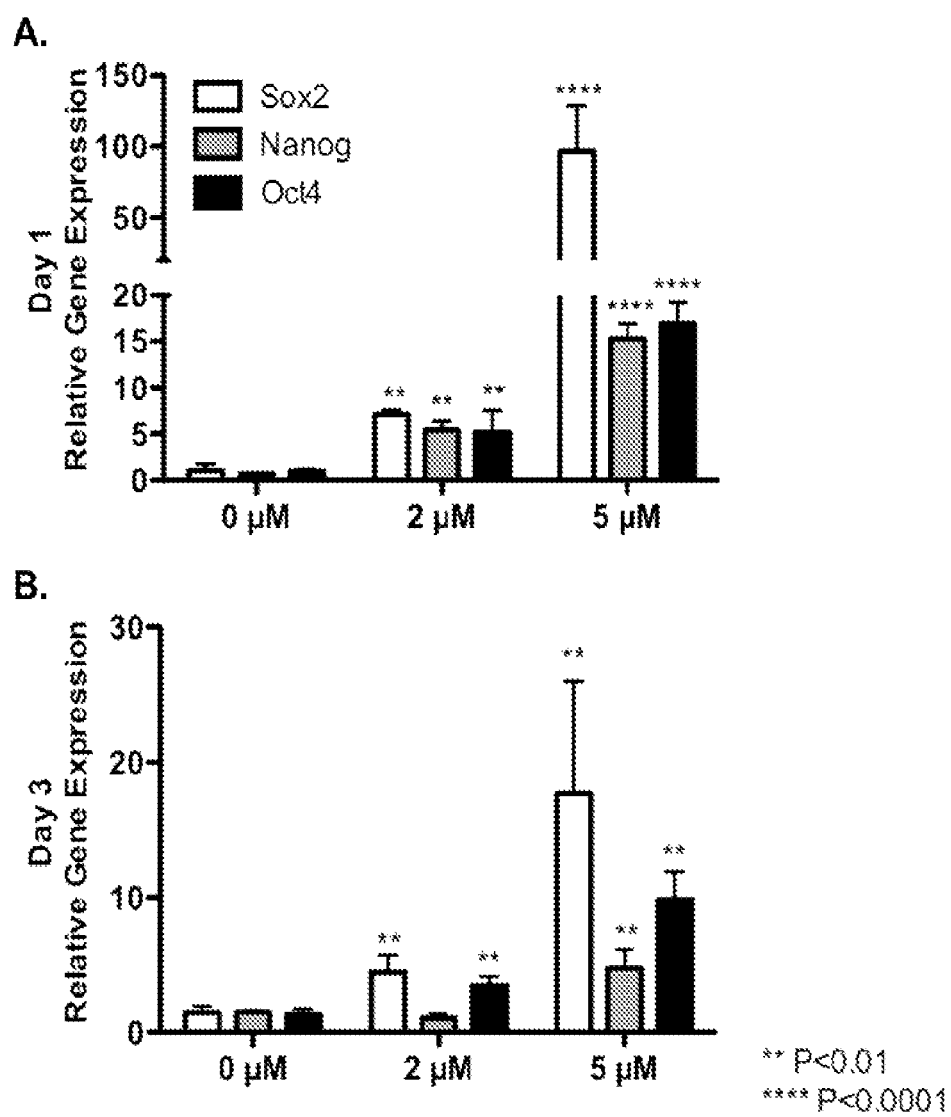 A.
Day 1
Relative Gene Expression
150
100
50
20
15
10
5
0
Sox2
Nanog
Oct4
****
****
****
**
**
**
0 µM
2 µM
5 µM
B.
Day 3
Relative Gene Expression
30
20
10
0
**
**
**
**
**
0 µM
2 µM
5 µM
** P<0.01
**** P<0.0001